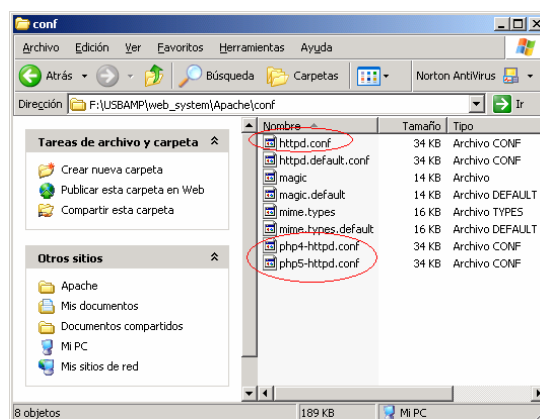 conf
Archivo Edición Ver Favoritos Herramientas Ayuda
Atrás Búsqueda Carpetas Norton AntiVirus
Dirección F:\USBAMP\web_system\Apache\conf Ir
Tareas de archivo y carpeta
Crear nueva carpeta
Publicar esta carpeta en Web
Compartir esta carpeta
Otros sitios
Apache
Mis documentos
Documentos compartidos
Mi PC
Mis sitios de red
Nombre Tamaño Tipo
httpd.conf 34 KB Archivo CONF
httpd.default.conf 34 KB Archivo CONF
magic 14 KB Archivo
magic.default 14 KB Archivo DEFAULT
mime.types 16 KB Archivo TYPES
mime.types.default 16 KB Archivo DEFAULT
php4-httpd.conf 34 KB Archivo CONF
php5-httpd.conf 34 KB Archivo CONF
8 objetos 189 KB Mi PC